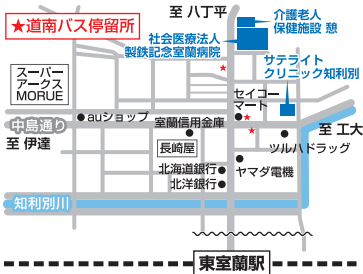 ★道南バス停留所
至 八丁平
介護老人
保健施設 憩
社会医療法人
製鉄記念室蘭病院
サテライト
クリニック知利別
スーパー
アークス
MORUE
セイコー
マート
auショップ
中島通り
室蘭信用金庫
至 伊達
長崎屋
ツルハドラッグ
至 工大
北海道銀行
ヤマダ電機
北洋銀行
知利別川
東室蘭駅